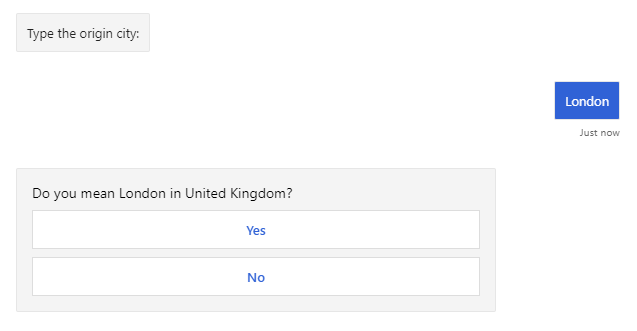 Type the origin city:
London
Just now
Do you mean London in United Kingdom?
Yes
No